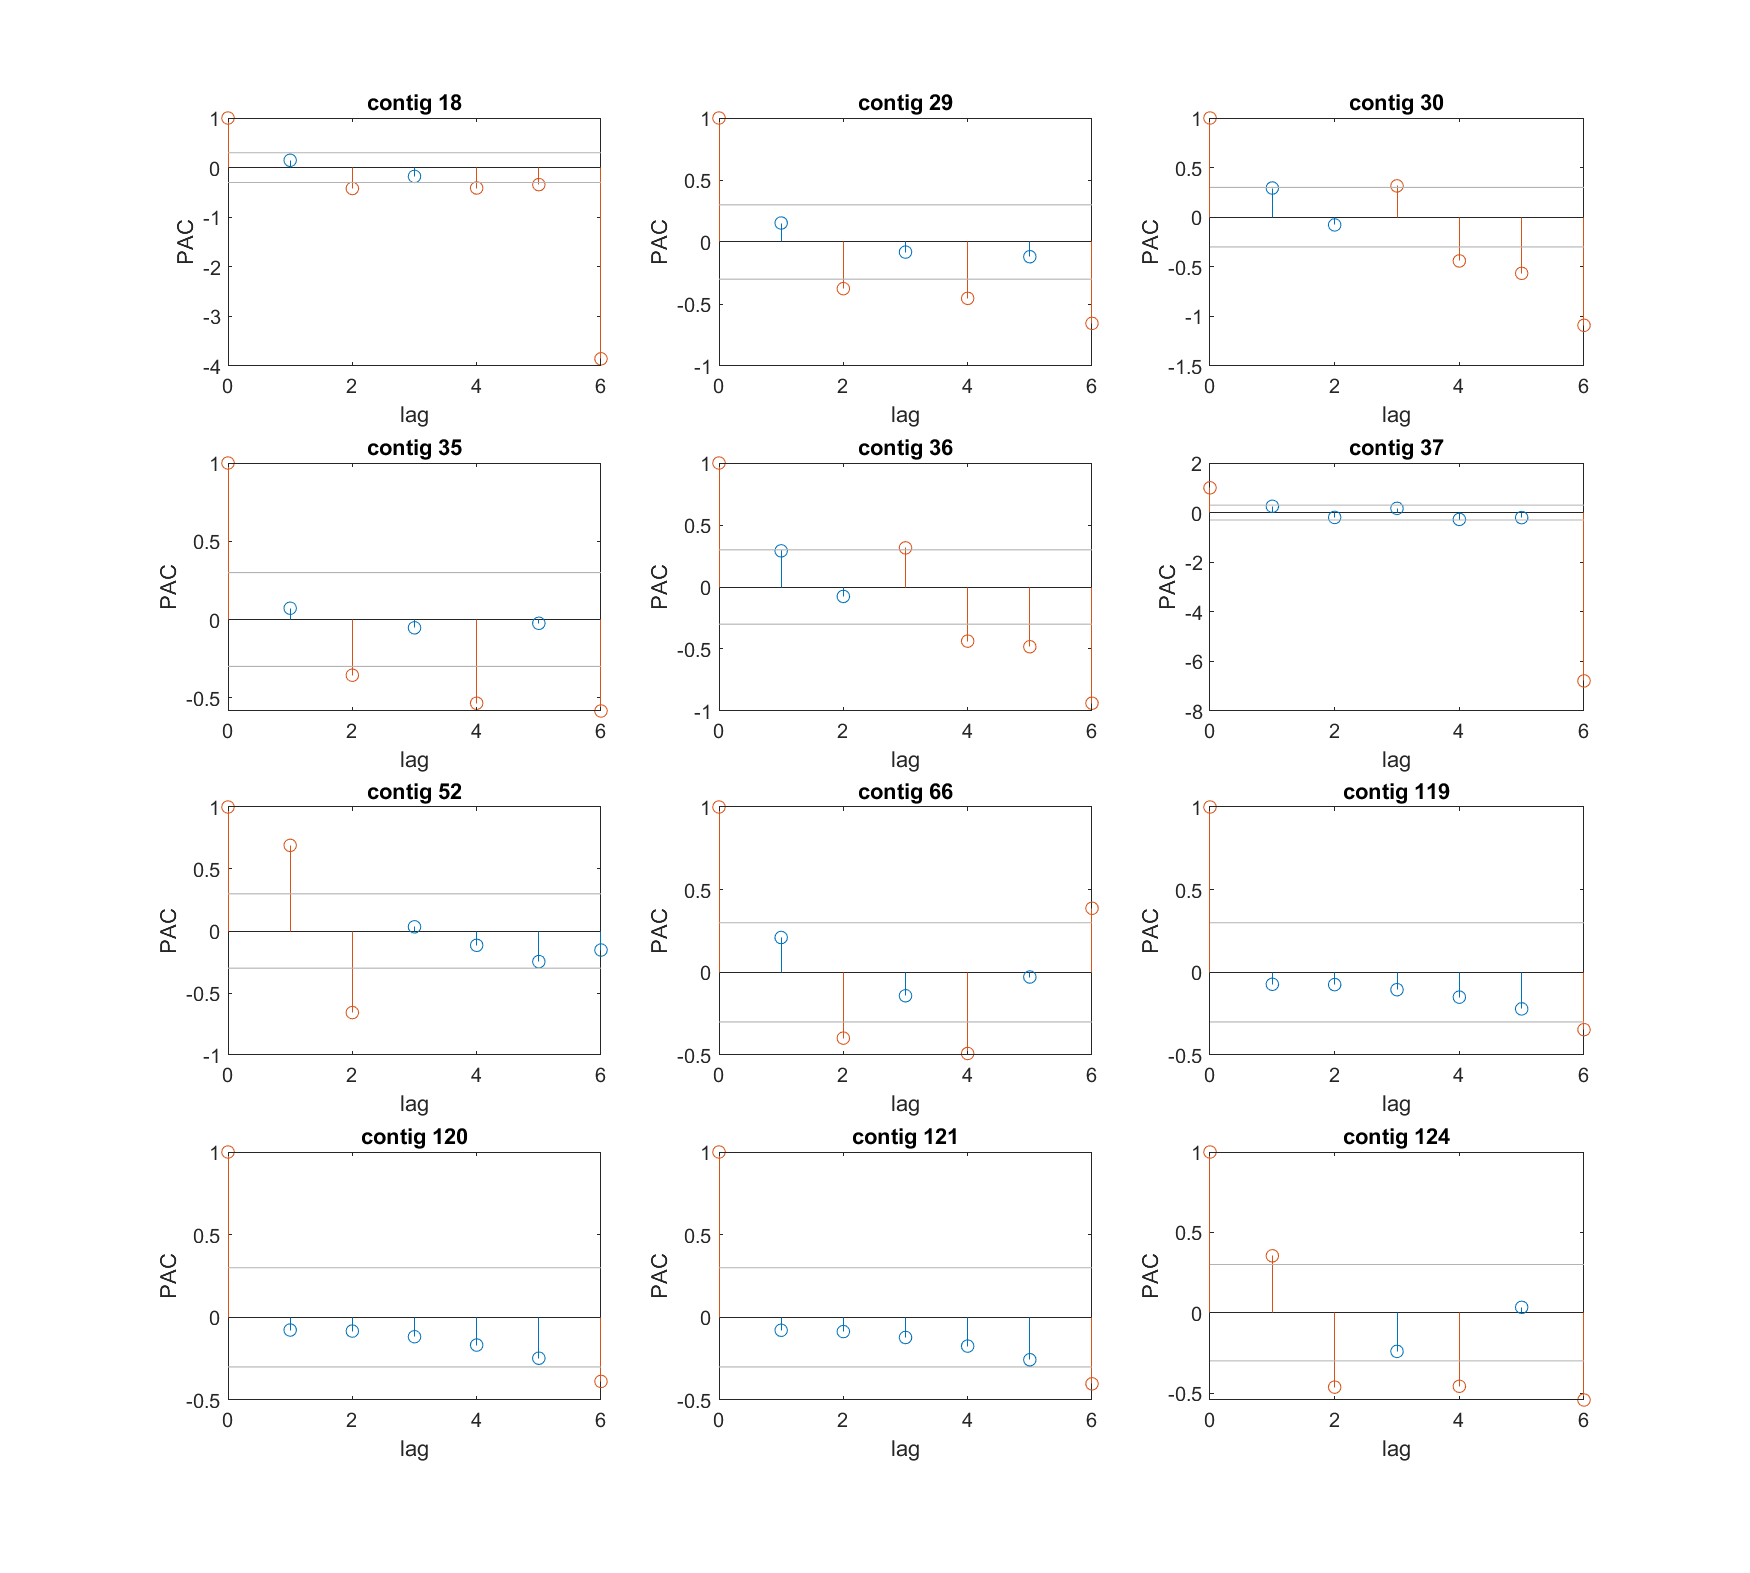 contig 18
contig 29
contig 30
1
0
-1
-2
-3
-4
PAC
0 2 4 6
lag
1
0.5
0
-0.5
-1
PAC
0 2 4 6
lag
1
0.5
0
-0.5
-1
-1.5
PAC
0 2 4 6
lag
contig 35
contig 36
contig 37
1
0.5
0
-0.5
PAC
0 2 4 6
lag
1
0.5
0
-0.5
-1
PAC
0 2 4 6
lag
2
0
-2
-4
-6
-8
PAC
0 2 4 6
lag
contig 52
contig 66
contig 119
1
0.5
0
-0.5
-1
PAC
0 2 4 6
lag
1
0.5
0
-0.5
PAC
0 2 4 6
lag
1
0.5
0
-0.5
PAC
0 2 4 6
lag
contig 120
contig 121
contig 124
1
0.5
0
-0.5
PAC
0 2 4 6
lag
1
0.5
0
-0.5
PAC
0 2 4 6
lag
1
0.5
0
-0.5
PAC
0 2 4 6
lag